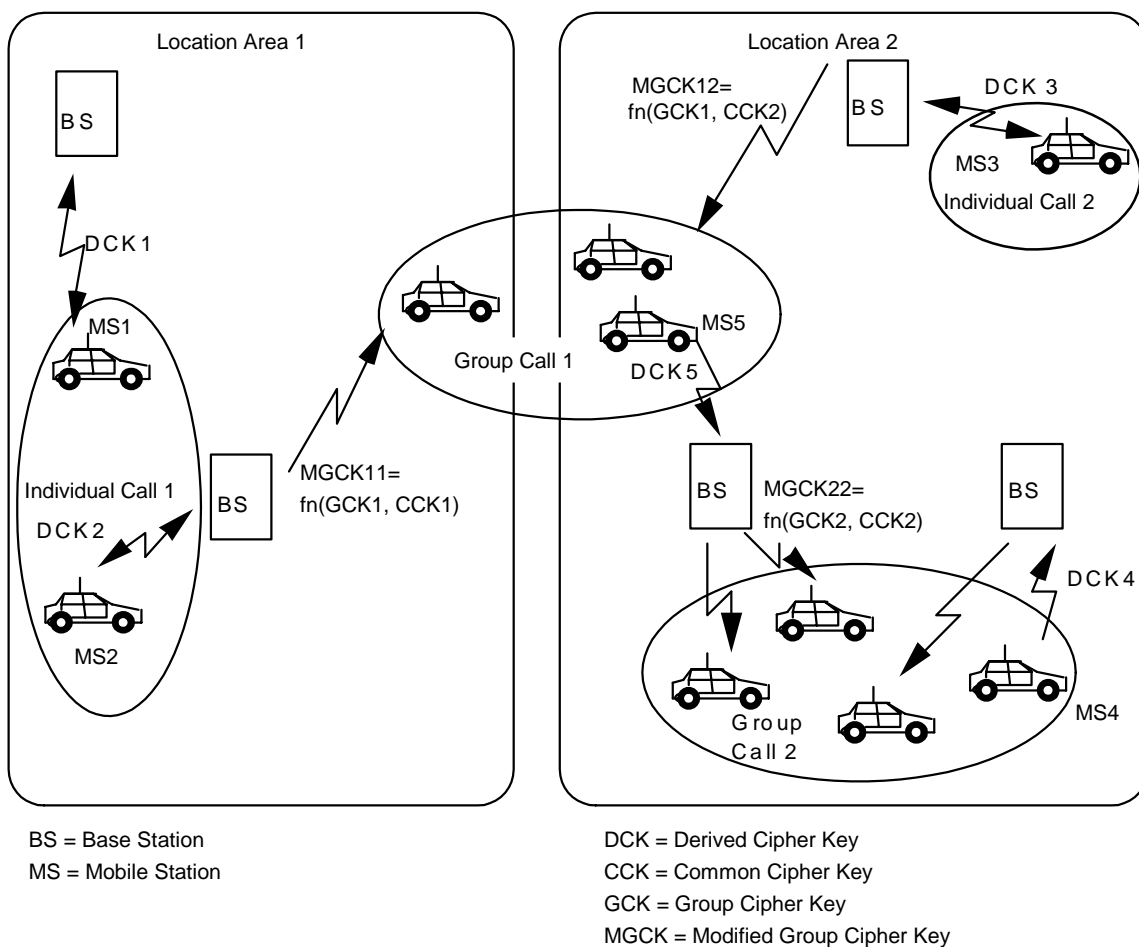 Location Area 1
BS
DCK1
MS1
Individual Call 1
DCK2
MS2
BS
MGCK11=
fn(GCK1, CCK1)
Group Call 1
Location Area 2
MGCK12=
fn(GCK1, CCK2)
BS
DCK 3
MS3
Individual Call 2
MS5
DCK5
BS
MGCK22=
fn(GCK2, CCK2)
BS
DCK4
MS4
Group
Call 2
BS = Base Station
MS = Mobile Station
DCK = Derived Cipher Key
CCK = Common Cipher Key
GCK = Group Cipher Key
MGCK = Modified Group Cipher Key